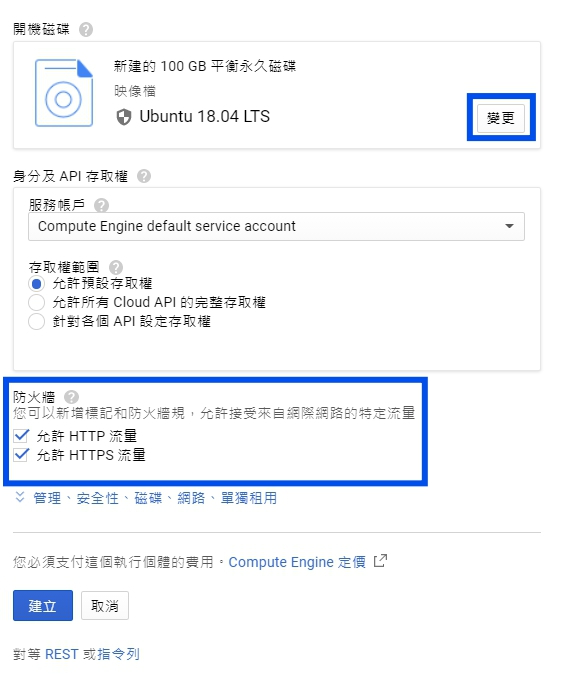 開機磁碟
新建的 100 GB 平衡永久磁碟
映像檔
Ubuntu 18.04 LTS
變更
身分及 API 存取權
服務帳戶
Compute Engine default service account
存取權範圍
允許預設存取權
允許所有 Cloud API 的完整存取權
針對各個 API 設定存取權
防火牆
您可以新增標記和防火牆規，允許接受來自網際網路的特定流量
允許 HTTP 流量
允許 HTTPS 流量
管理、安全性、磁碟、網路、單獨租用
您必須支付這個執行個體的費用。Compute Engine 定價
建立 取消
對等 REST 或指令列